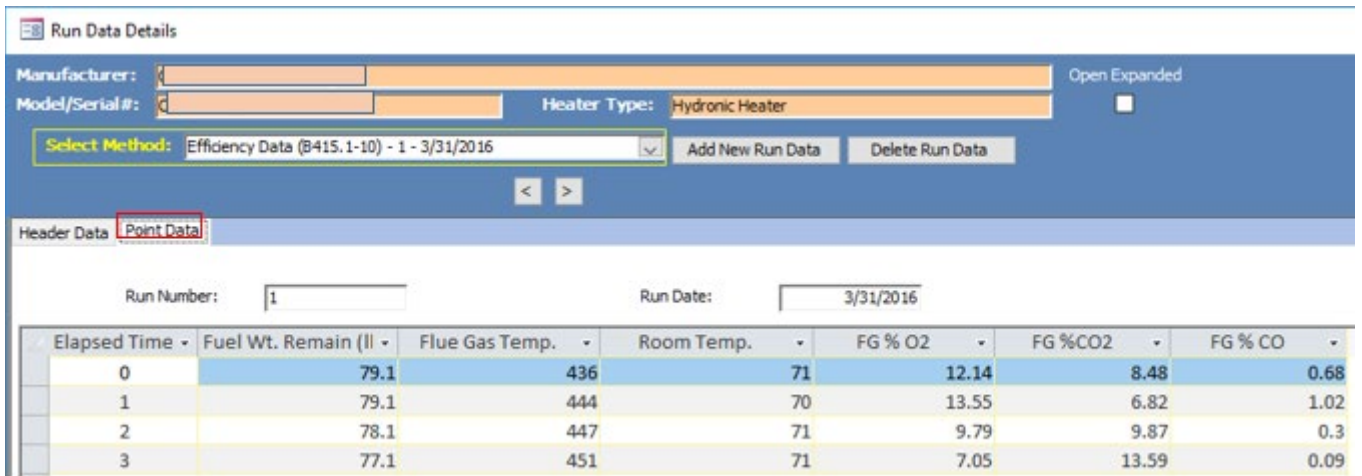 Run Data Details
Manufacturer: Open Expanded
Model/Serial#: Heater Type: Hydronic Heater
Select Method: Efficiency Data (B415.1-10) - 1 - 3/31/2016 Add New Run Data Delete Run Data
< >
Header Data Point Data
Run Number: 1 Run Date: 3/31/2016
Elapsed Time Fuel Wt. Remain (ll Flue Gas Temp. Room Temp. FG % O2 FG %CO2 FG % CO
0 79.1 436 71 12.14 8.48 0.68
1 79.1 444 70 13.55 6.82 1.02
2 78.1 447 71 9.79 9.87 0.3
3 77.1 451 71 7.05 13.59 0.09